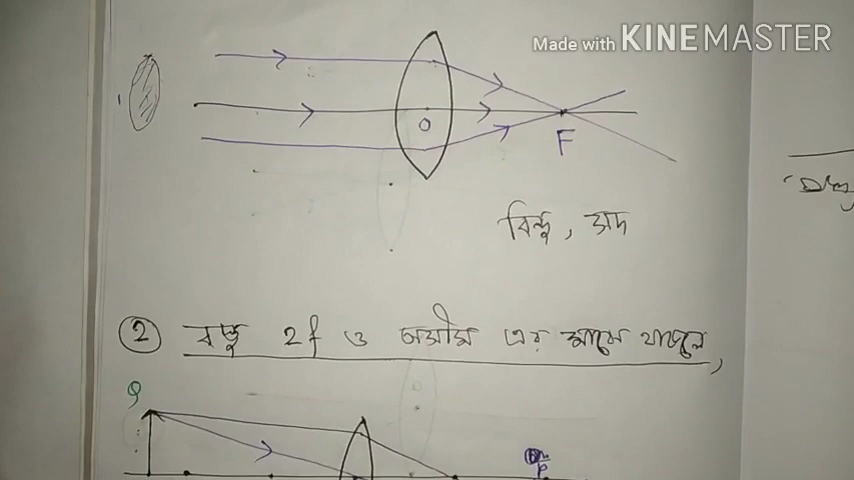 Made with KINEMASTER
O
F
বিন্দু, সদ
② বস্তু 2f ও অসীম এর মাঝে থাকলে,
Q